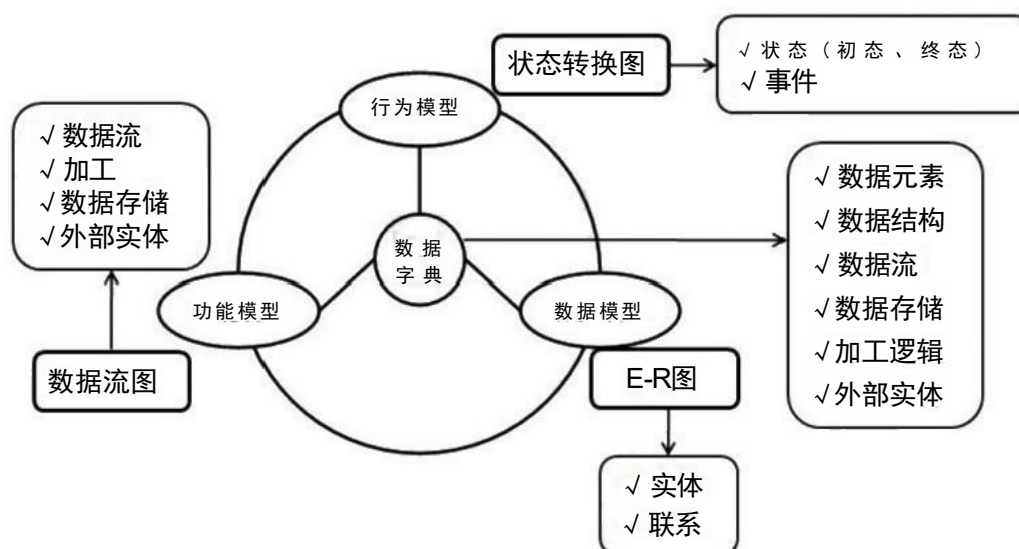 状态转换图
√ 状态（初态、终态）
√ 事件
行为模型
√ 数据流
√ 加工
√ 数据存储
√ 外部实体
数据
字典
√ 数据元素
√ 数据结构
√ 数据流
√ 数据存储
√ 加工逻辑
√ 外部实体
功能模型
数据模型
数据流图
E-R图
√ 实体
√ 联系